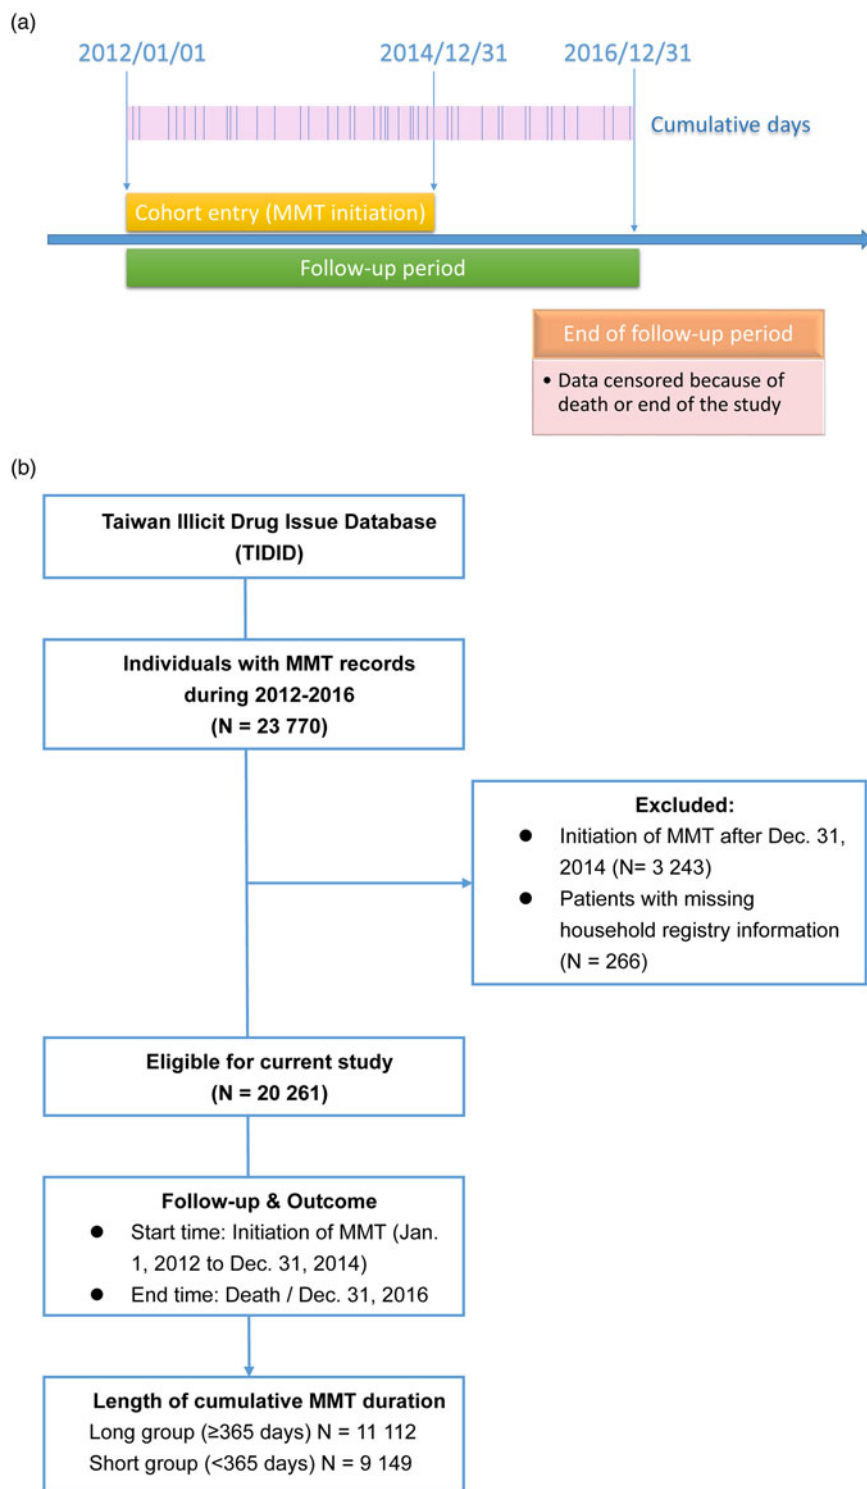 (a)
2012/01/01
2014/12/31
2016/12/31
Cumulative days
Cohort entry (MMT initiation)
Follow-up period
End of follow-up period
• Data censored because of
death or end of the study
(b)
Taiwan Illicit Drug Issue Database
(TIDID)
Individuals with MMT records
during 2012-2016
(N = 23 770)
Excluded:
● Initiation of MMT after Dec. 31,
2014 (N= 3 243)
● Patients with missing
household registry information
(N = 266)
Eligible for current study
(N = 20 261)
Follow-up & Outcome
● Start time: Initiation of MMT (Jan.
1, 2012 to Dec. 31, 2014)
● End time: Death / Dec. 31, 2016
Length of cumulative MMT duration
Long group (≥365 days) N = 11 112
Short group (<365 days) N = 9 149